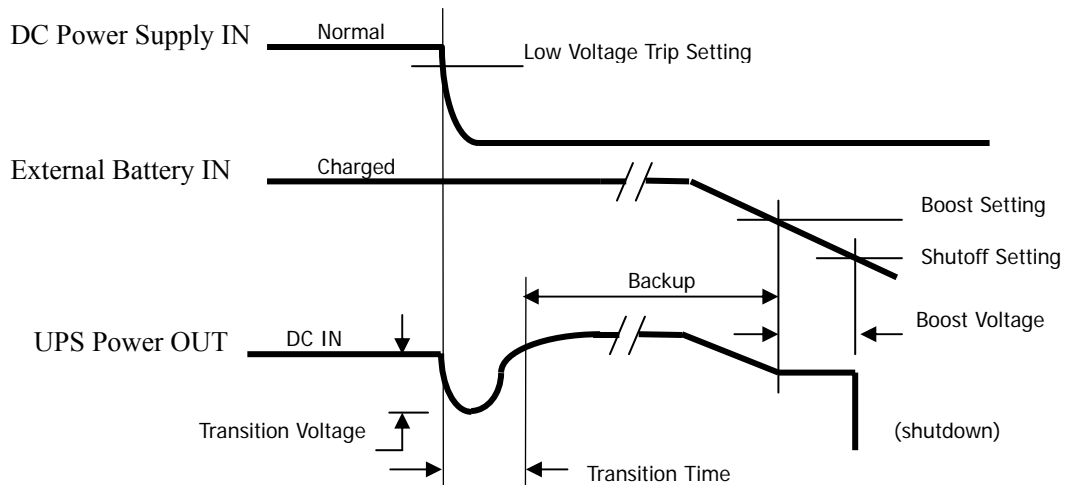 DC Power Supply IN
Normal
Low Voltage Trip Setting
External Battery IN
Charged
Boost Setting
Shutoff Setting
Backup
Boost Voltage
UPS Power OUT
DC IN
Transition Voltage
(shutdown)
Transition Time